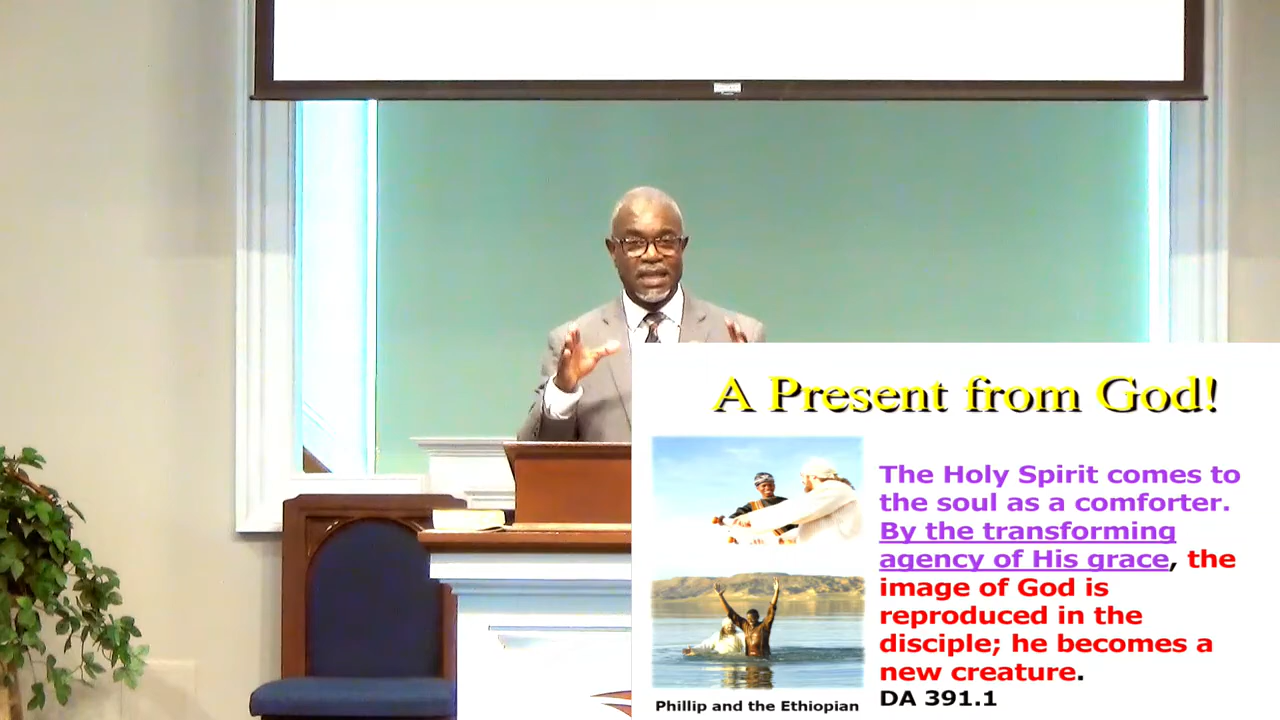 A Present from God!
The Holy Spirit comes to
the soul as a comforter.
By the transforming
agency of His grace, the
image of God is
reproduced in the
disciple; he becomes a
new creature.
DA 391.1
Phillip and the Ethiopian